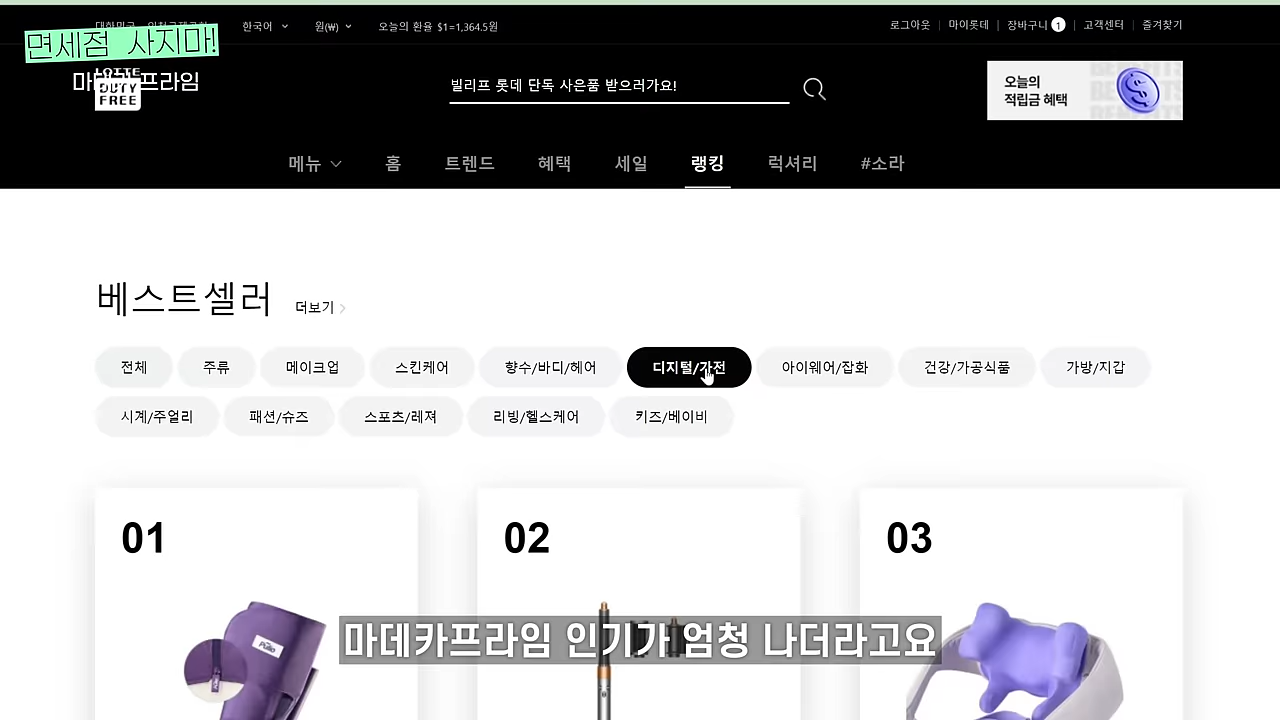 한국어
원(₩)
오늘의 환율 $1=1,364.5원
로그아웃
마이롯데
장바구니 1
고객센터
즐겨찾기
면세점 사지마!
마데카프라임
LOTTE
DUTY
FREE
빌리프 롯데 단독 사은품 받으러가요!
오늘의
적립금 혜택
메뉴
홈
트렌드
혜택
세일
랭킹
럭셔리
#소라
베스트셀러
더보기
전체
주류
메이크업
스킨케어
향수/바디/헤어
디지털/가전
아이웨어/잡화
건강/가공식품
가방/지갑
시계/주얼리
패션/슈즈
스포츠/레져
리빙/헬스케어
키즈/베이비
01
02
03
마데카프라임 인기가 엄청 나더라고요